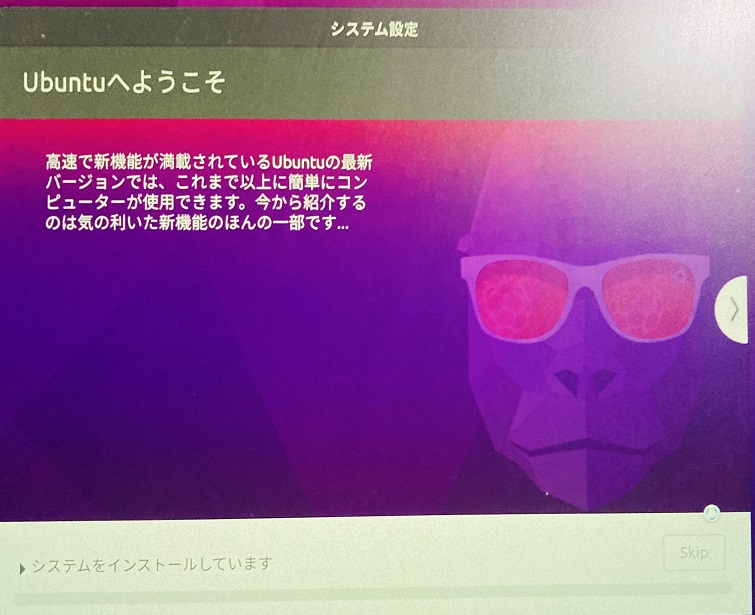 システム設定
Ubuntuへようこそ
高速で新機能が満載されているUbuntuの最新
バージョンでは、これまで以上に簡単にコン
ピューターが使用できます。今から紹介する
のは気の利いた新機能のほんの一部です...
システムをインストールしています
Skip